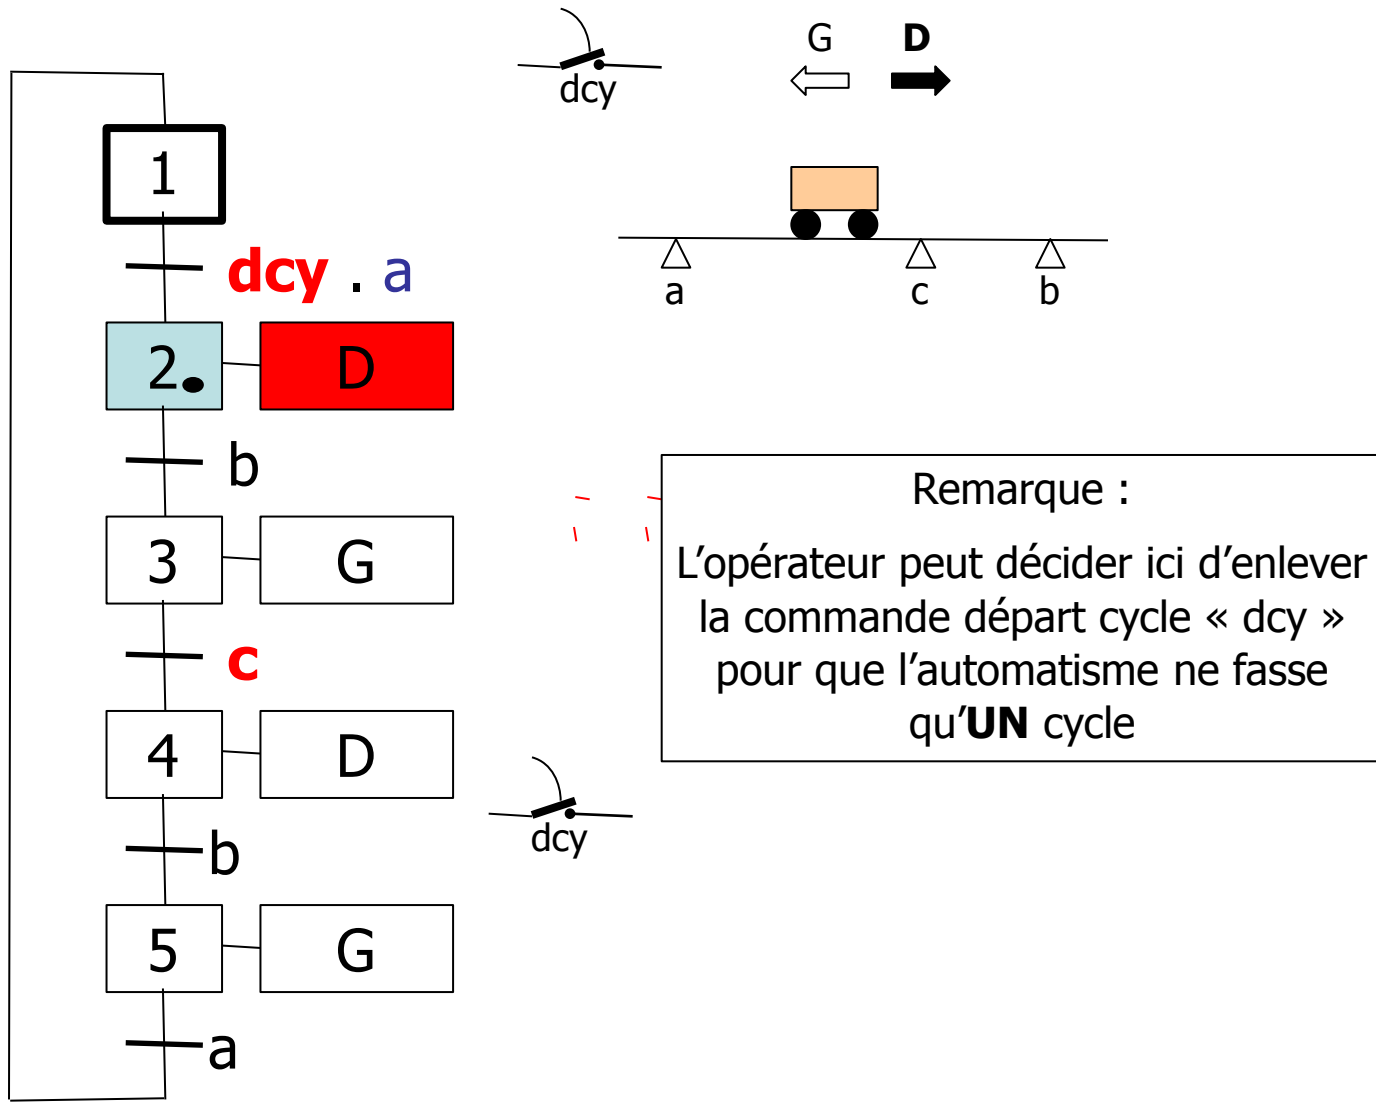 dcy
G D
1
dcy . a
a c b
2 D
b
Remarque :
L’opérateur peut décider ici d’enlever
la commande départ cycle « dcy »
pour que l’automatisme ne fasse
qu’UN cycle
3 G
c
4 D
dcy
b
5 G
a